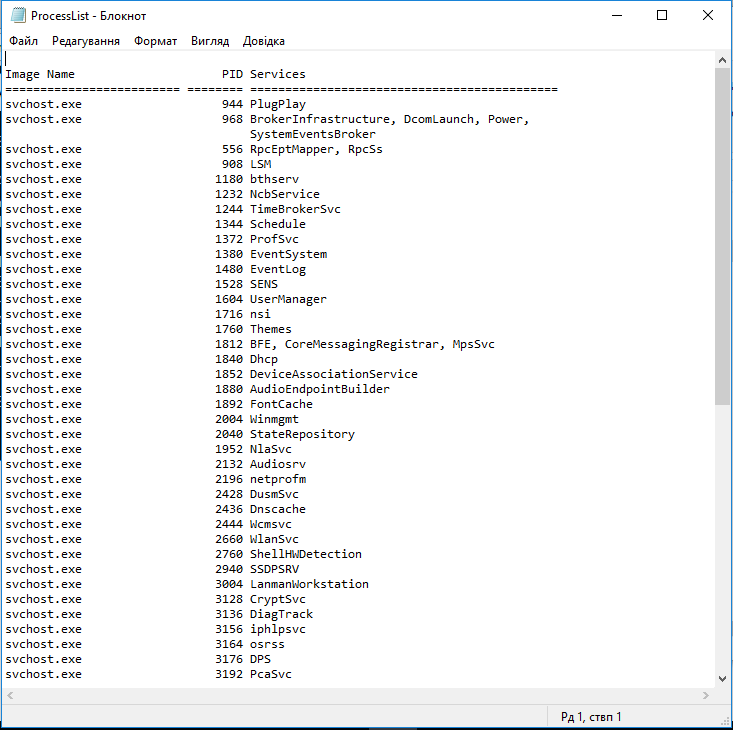 ProcessList - Блокнот
Файл Редагування Формат Вигляд Довідка
Image Name                     PID Services
========================= ======== ============================================
svchost.exe                    944 PlugPlay
svchost.exe                    968 BrokerInfrastructure, DcomLaunch, Power,
                                   SystemEventsBroker
svchost.exe                    556 RpcEptMapper, RpcSs
svchost.exe                    908 LSM
svchost.exe                   1180 bthserv
svchost.exe                   1232 NcbService
svchost.exe                   1244 TimeBrokerSvc
svchost.exe                   1344 Schedule
svchost.exe                   1372 ProfSvc
svchost.exe                   1380 EventSystem
svchost.exe                   1480 EventLog
svchost.exe                   1528 SENS
svchost.exe                   1604 UserManager
svchost.exe                   1716 nsi
svchost.exe                   1760 Themes
svchost.exe                   1812 BFE, CoreMessagingRegistrar, MpsSvc
svchost.exe                   1840 Dhcp
svchost.exe                   1852 DeviceAssociationService
svchost.exe                   1880 AudioEndpointBuilder
svchost.exe                   1892 FontCache
svchost.exe                   2004 Winmgmt
svchost.exe                   2040 StateRepository
svchost.exe                   1952 NlaSvc
svchost.exe                   2132 Audiosrv
svchost.exe                   2196 netprofm
svchost.exe                   2428 DusmSvc
svchost.exe                   2436 Dnscache
svchost.exe                   2444 Wcmsvc
svchost.exe                   2660 WlanSvc
svchost.exe                   2760 ShellHWDetection
svchost.exe                   2940 SSDPSRV
svchost.exe                   3004 LanmanWorkstation
svchost.exe                   3128 CryptSvc
svchost.exe                   3136 DiagTrack
svchost.exe                   3156 iphlpsvc
svchost.exe                   3164 osrss
svchost.exe                   3176 DPS
svchost.exe                   3192 PcaSvc
Рд 1, ствп 1